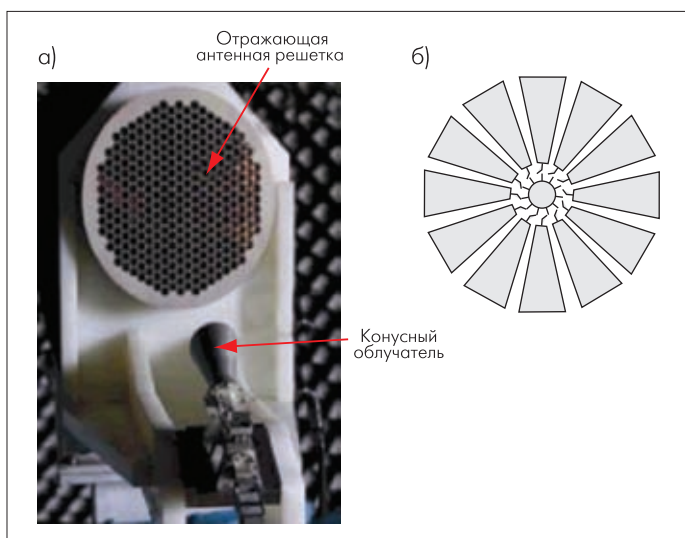 а)
Отражающая
антенная решетка
б)
Конусный
облучатель